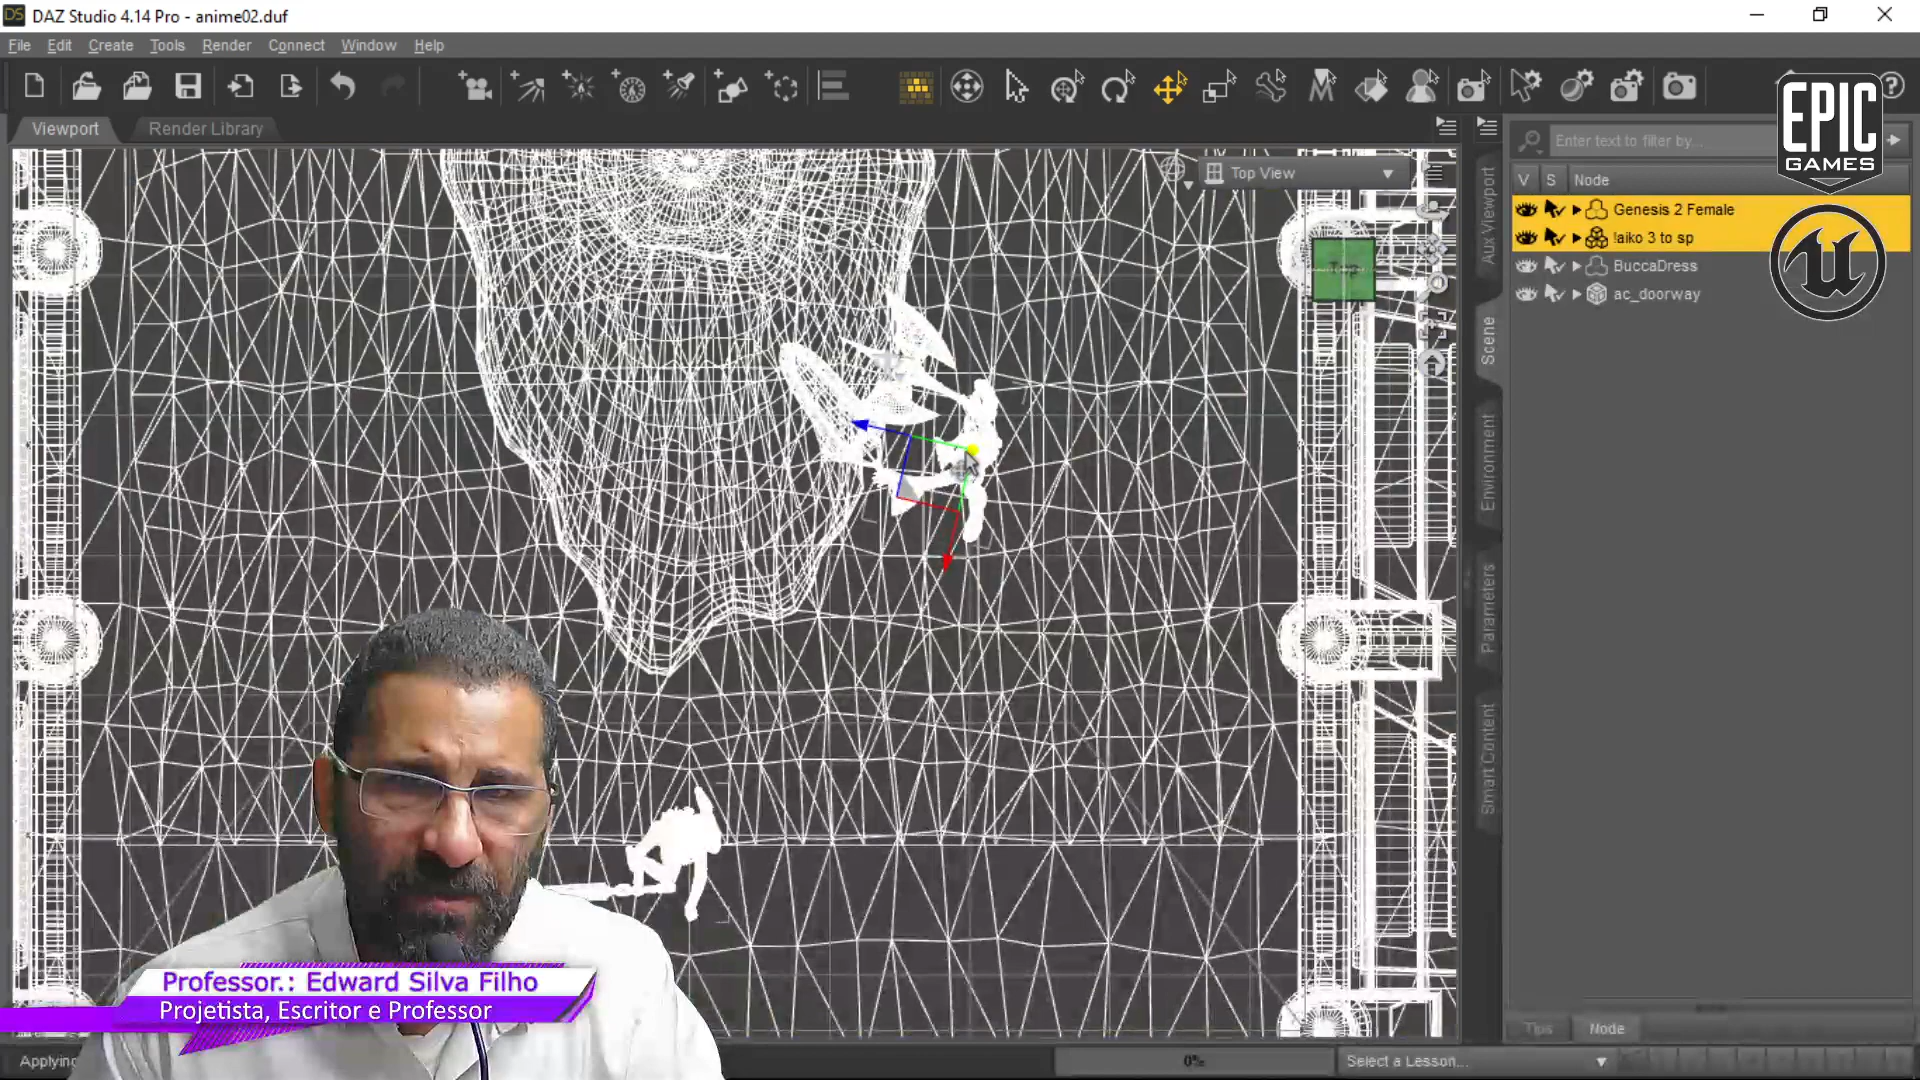 DAZ Studio 4.14 Pro - anime02.duf
File Edit Create Tools Render Connect Window Help
Viewport Render Library
Enter text to filter by...
EPIC
GAMES
V S Node
Top View
Genesis 2 Female
!aiko 3 to sp
BuccaDress
ac_doorway
Top
Aux Viewport
Scene
Environment
Parameters
Smart Content
Professor.: Edward Silva Filho
Projetista, Escritor e Professor
Tips Node
Applying
0%
Select a Lesson...